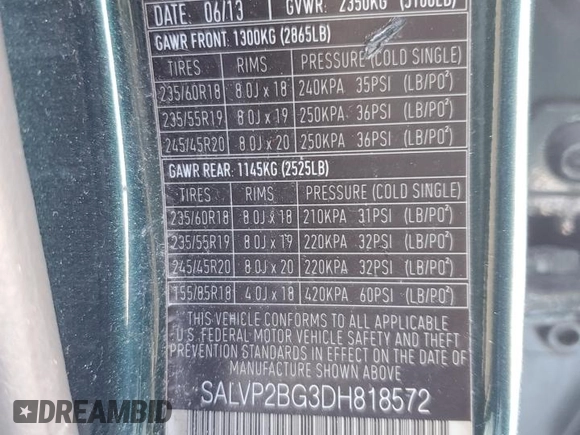 DATE: 06/13 GVWR: 2350KG (5180LB)
GAWR FRONT: 1300KG (2865LB)
TIRES RIMS PRESSURE (COLD SINGLE)
235/60R18 8.0J x 18 240KPA 35PSI (LB/PO²)
235/55R19 8.0J x 19 250KPA 36PSI (LB/PO²)
245/45R20 8.0J x 20 250KPA 36PSI (LB/PO²)
GAWR REAR: 1145KG (2525LB)
TIRES RIMS PRESSURE (COLD SINGLE)
235/60R18 8.0J x 18 210KPA 31PSI (LB/PO²)
235/55R19 8.0J x 19 220KPA 32PSI (LB/PO²)
245/45R20 8.0J x 20 220KPA 32PSI (LB/PO²)
155/85R18 4.0J x 18 420KPA 60PSI (LB/PO²)
THIS VEHICLE CONFORMS TO ALL APPLICABLE
U.S. FEDERAL MOTOR VEHICLE SAFETY AND THEFT
PREVENTION STANDARDS IN EFFECT ON THE DATE
OF MANUFACTURE SHOWN ABOVE
SALVP2BG3DH818572
© DEALER'S CLUB